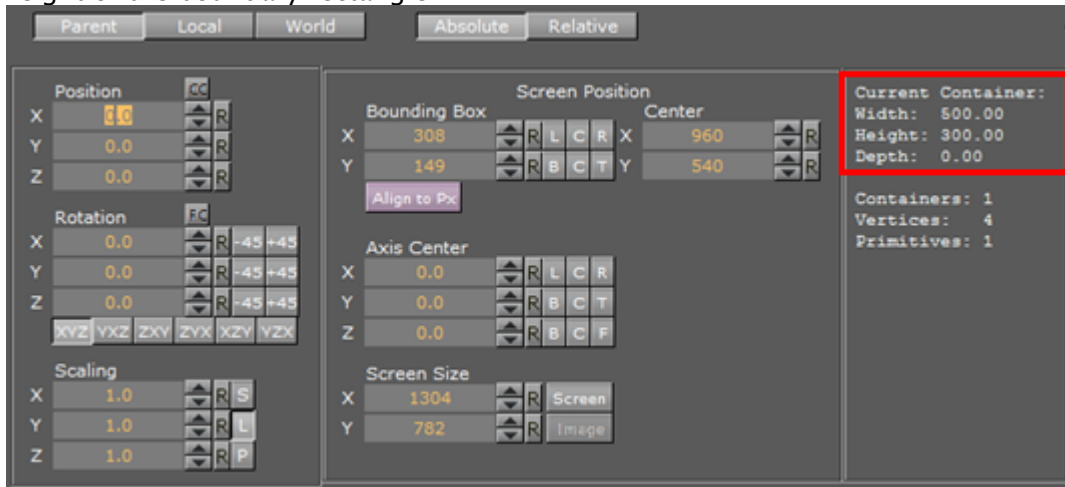 Parent Local World Absolute Relative
Position CC
X 0.0 R
Y 0.0 R
Z 0.0 R
Rotation EC
X 0.0 R -45 +45
Y 0.0 R -45 +45
Z 0.0 R -45 +45
XYZ YXZ ZXY ZYX XZY YZX
Scaling
X 1.0 R S
Y 1.0 R L
Z 1.0 R P
Screen Position
Bounding Box Center
X 308 R L C R X 960 R
Y 149 R B C T Y 540 R
Align to Px
Axis Center
X 0.0 R L C R
Y 0.0 R B C T
Z 0.0 R B C F
Screen Size
X 1304 R Screen
Y 782 R Image
Current Container:
Width: 500.00
Height: 300.00
Depth: 0.00
Containers: 1
Vertices: 4
Primitives: 1